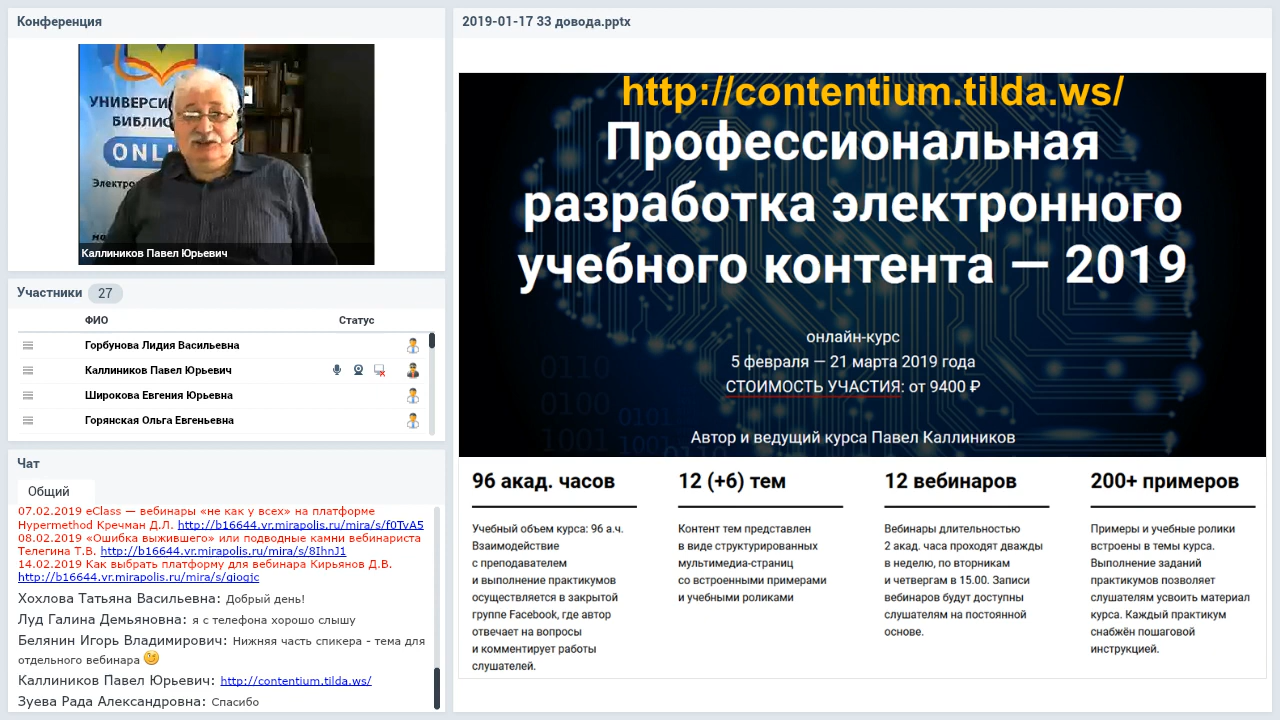 Конференция
УНИВЕРСИ
БИБЛИО
ONLI
Электро
Каллиников Павел Юрьевич
Участники 27
ФИО Статус
Горбунова Лидия Васильевна
Каллиников Павел Юрьевич
Широкова Евгения Юрьевна
Горянская Ольга Евгеньевна
Чат
Общий
07.02.2019 eClass — вебинары «не как у всех» на платформе
Hypermethod Кречман Д.Л. http://b16644.vr.mirapolis.ru/mira/s/f0TvA5
08.02.2019 «Ошибка выжившего» или подводные камни вебинариста
Телегина Т.В. http://b16644.vr.mirapolis.ru/mira/s/8IhnJ1
14.02.2019 Как выбрать платформу для вебинара Кирьянов Д.В.
http://b16644.vr.mirapolis.ru/mira/s/qiogjc
Хохлова Татьяна Васильевна: Добрый день!
Луд Галина Демьяновна: я с телефона хорошо слышу
Белянин Игорь Владимирович: Нижняя часть спикера - тема для
отдельного вебинара
Каллиников Павел Юрьевич: http://contentium.tilda.ws/
Зуева Рада Александровна: Спасибо
2019-01-17 33 довода.pptx
http://contentium.tilda.ws/
Профессиональная
разработка электронного
учебного контента — 2019
онлайн-курс
5 февраля — 21 марта 2019 года
СТОИМОСТЬ УЧАСТИЯ: от 9400 ₽
Автор и ведущий курса Павел Каллиников
96 акад. часов
Учебный объем курса: 96 а.ч.
Взаимодействие
с преподавателем
и выполнение практикумов
осуществляется в закрытой
группе Facebook, где автор
отвечает на вопросы
и комментирует работы
слушателей.
12 (+6) тем
Контент тем представлен
в виде структурированных
мультимедиа-страниц
со встроенными примерами
и учебными роликами
12 вебинаров
Вебинары длительностью
2 акад. часа проходят дважды
в неделю, по вторникам
и четвергам в 15.00. Записи
вебинаров будут доступны
слушателям на постоянной
основе.
200+ примеров
Примеры и учебные ролики
встроены в темы курса.
Выполнение заданий
практикумов позволяет
слушателям усвоить материал
курса. Каждый практикум
снабжён пошаговой
инструкцией.